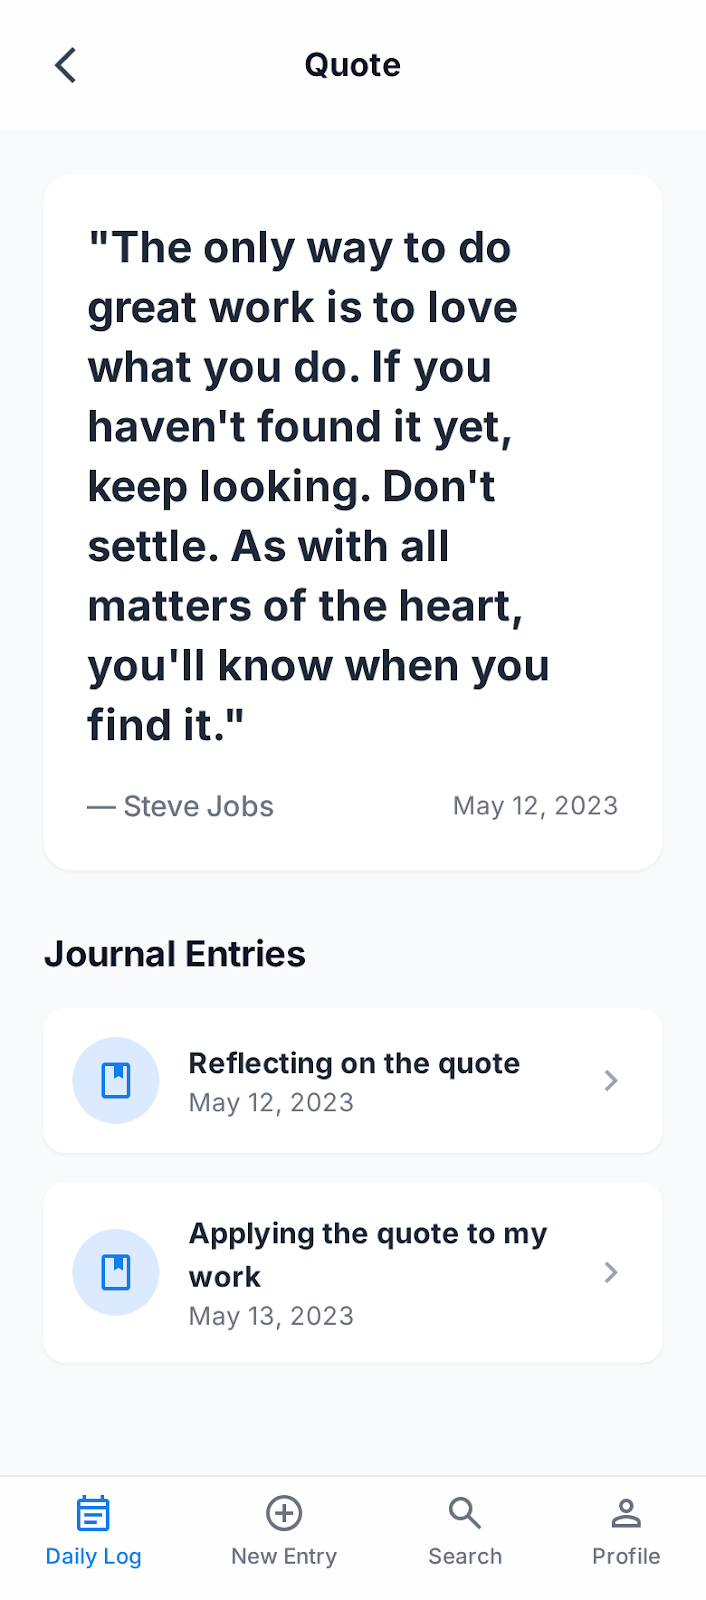 Quote
"The only way to do
great work is to love
what you do. If you
haven't found it yet,
keep looking. Don't
settle. As with all
matters of the heart,
you'll know when you
find it."
— Steve Jobs
May 12, 2023
Journal Entries
Reflecting on the quote
May 12, 2023
Applying the quote to my
work
May 13, 2023
Daily Log
New Entry
Search
Profile